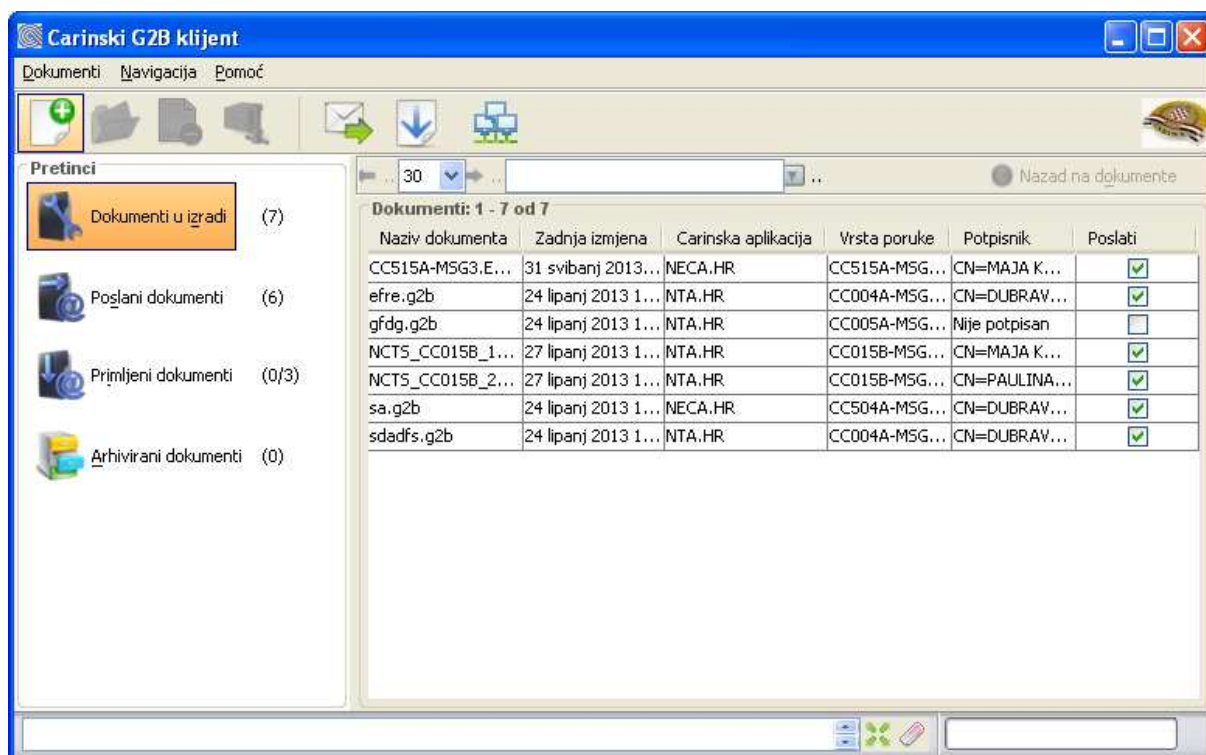 Carinski G2B klijent
Dokumenti Navigacija Pomoć
Pretinci
Dokumenti u izradi (7)
Poslani dokumenti (6)
Primljeni dokumenti (0/3)
Arhivirani dokumenti (0)
.. 30 .. ..
Nazad na dokumente
Dokumenti: 1 - 7 od 7
Naziv dokumenta Zadnja izmjena Carinska aplikacija Vrsta poruke Potpisnik Poslati
CC515A-MSG3.E... 31 svibanj 2013... NECA.HR CC515A-MSG... CN=MAJA K...
efre.g2b 24 lipanj 2013 1... NTA.HR CC004A-MSG... CN=DUBRAV...
gfdg.g2b 24 lipanj 2013 1... NTA.HR CC005A-MSG... Nije potpisan
NCTS_CC015B_1... 27 lipanj 2013 1... NTA.HR CC015B-MSG... CN=MAJA K...
NCTS_CC015B_2... 27 lipanj 2013 1... NTA.HR CC015B-MSG... CN=PAULINA...
sa.g2b 24 lipanj 2013 1... NECA.HR CC504A-MSG... CN=DUBRAV...
sdadfs.g2b 24 lipanj 2013 1... NTA.HR CC004A-MSG... CN=DUBRAV...